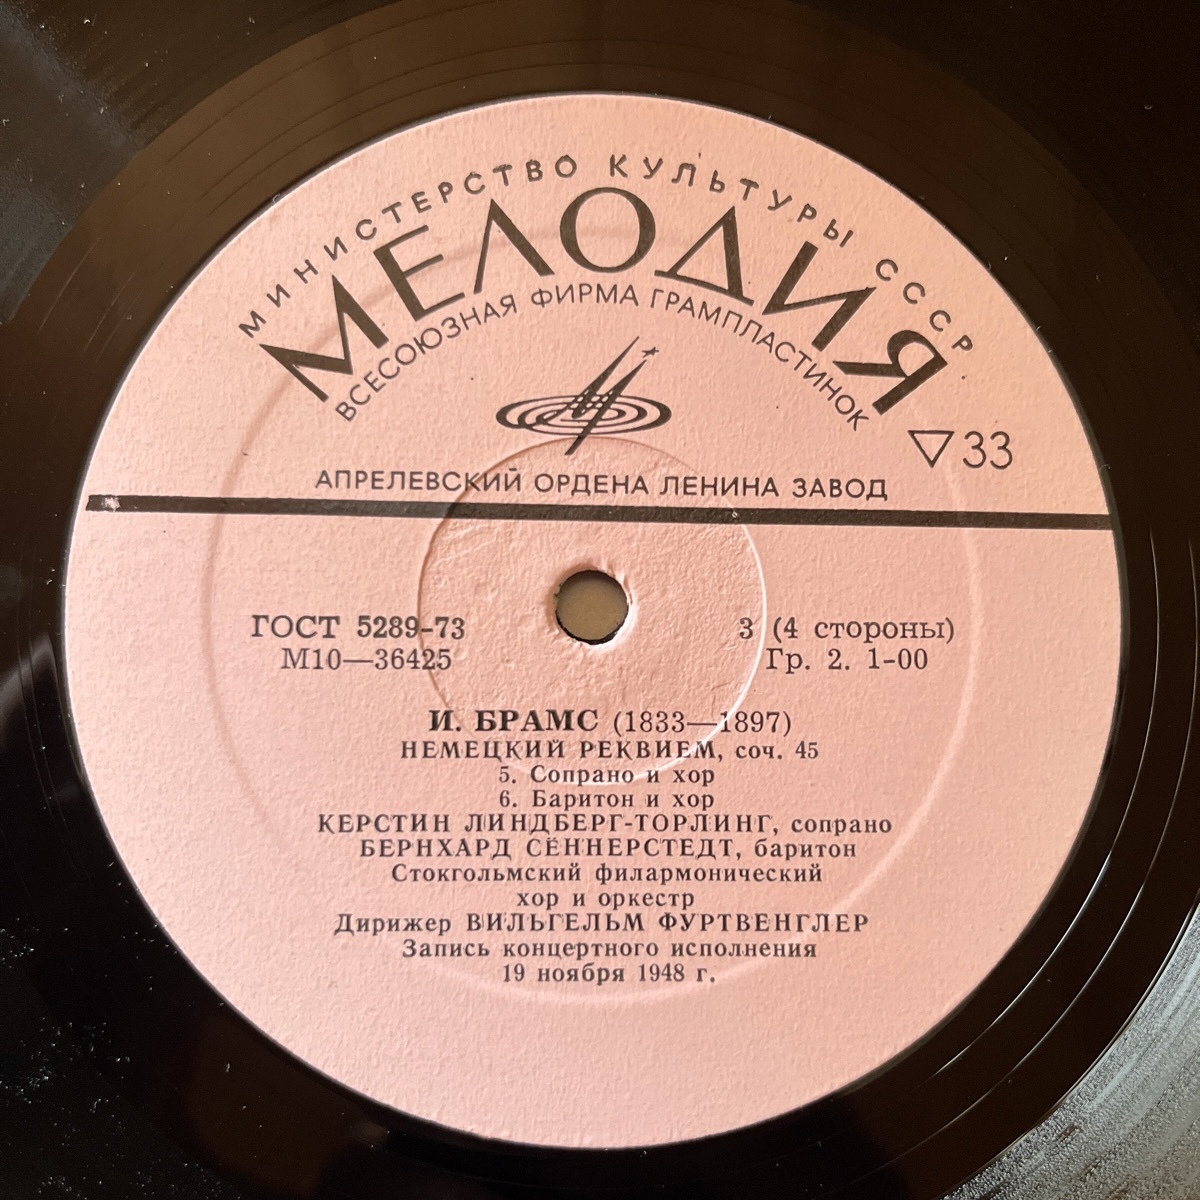 МИНИСТЕРСТВО КУЛЬТУРЫ СССР
МЕЛОДИЯ
ВСЕСОЮЗНАЯ ФИРМА ГРАМПЛАСТИНОК
▽33
АПРЕЛЕВСКИЙ ОРДЕНА ЛЕНИНА ЗАВОД
ГОСТ 5289-73
М10—36425
3 (4 стороны)
Гр. 2. 1-00
И. БРАМС (1833—1897)
НЕМЕЦКИЙ РЕКВИЕМ, соч. 45
5. Сопрано и хор
6. Баритон и хор
КЕРСТИН ЛИНДБЕРГ-ТОРЛИНГ, сопрано
БЕРНХАРД СЁННЕРСТЕДТ, баритон
Стокгольмский филармонический
хор и оркестр
Дирижер ВИЛЬГЕЛЬМ ФУРТВЕНГЛЕР
Запись концертного исполнения
19 ноября 1948 г.